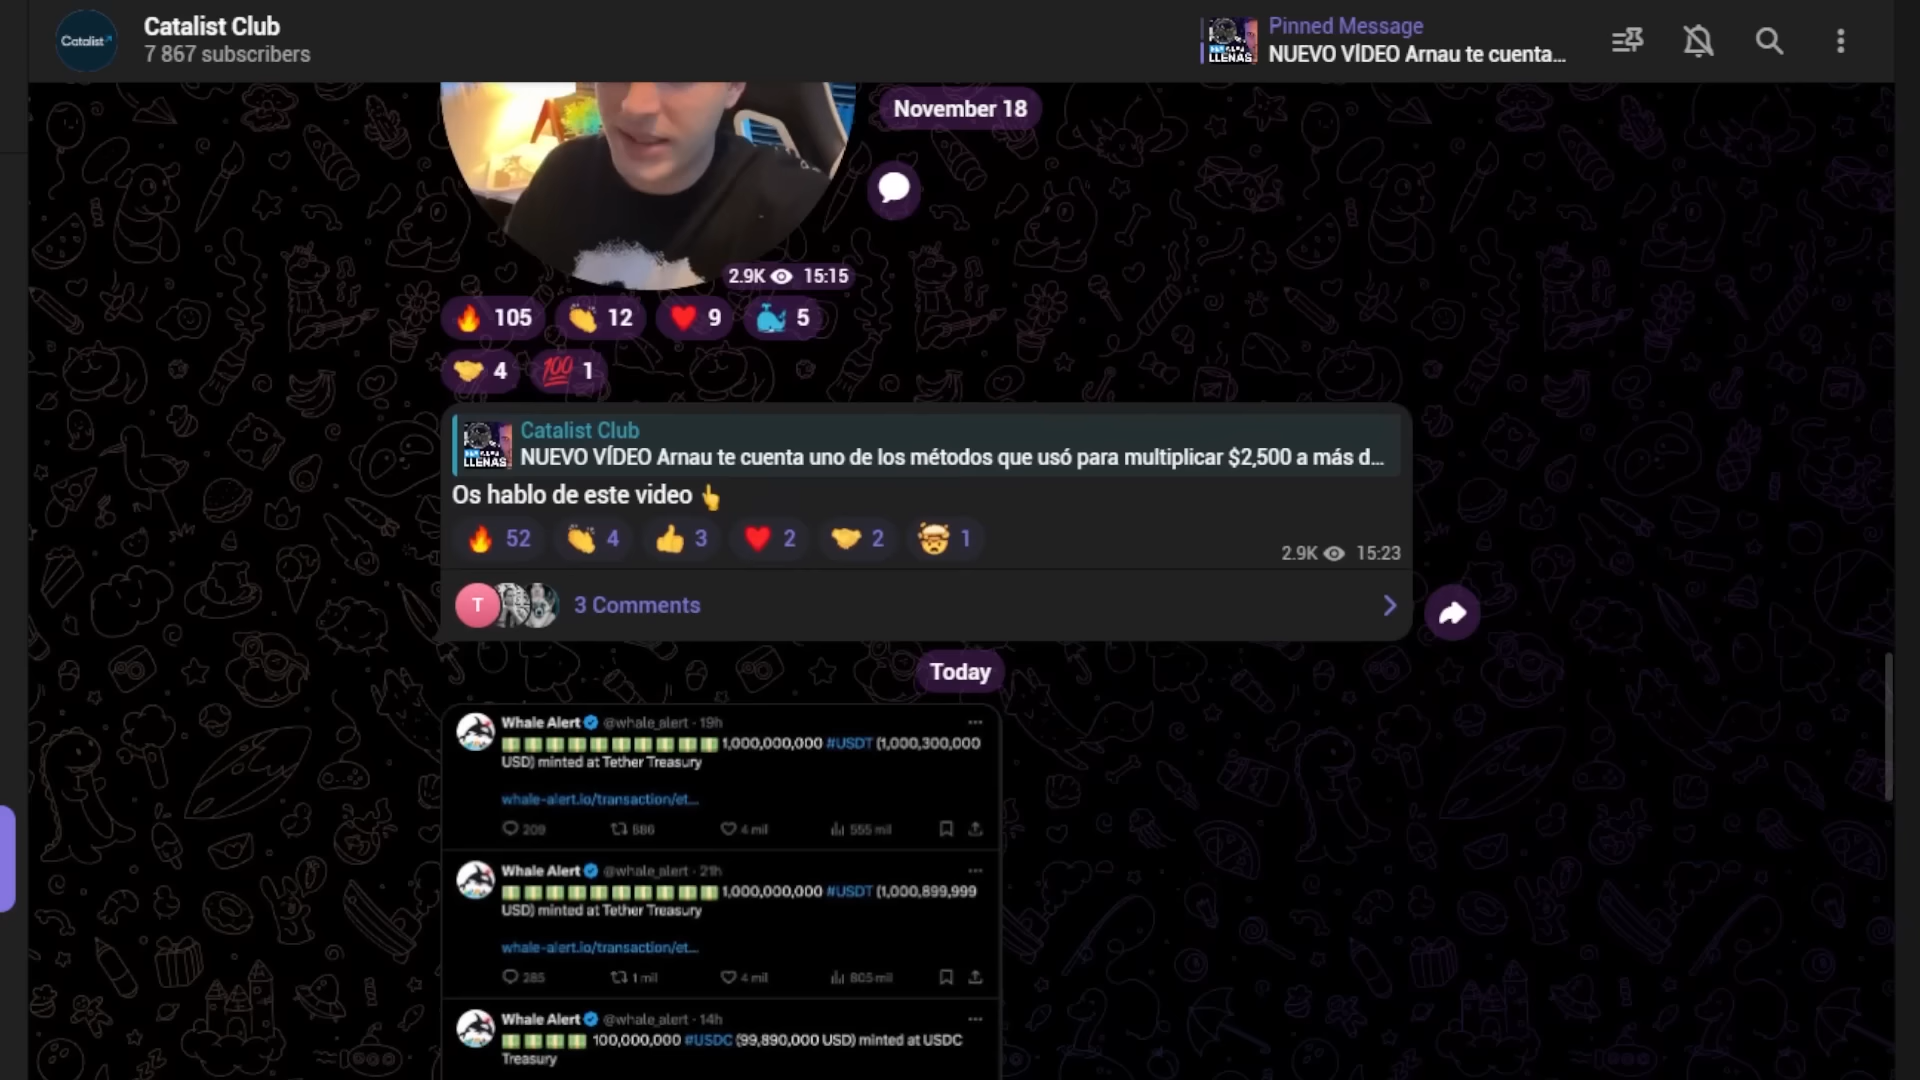 Catalist
Catalist Club
7 867 subscribers
LLENAS
Pinned Message
NUEVO VÍDEO Arnau te cuenta...
November 18
2.9K 15:15
🔥 105 👏 12 ❤️ 9 🐳 5
🤝 4 💯 1
LLENAS
Catalist Club
NUEVO VÍDEO Arnau te cuenta uno de los métodos que usó para multiplicar $2,500 a más d...
Os hablo de este video 👆
🔥 52 👏 4 👍 3 ❤️ 2 🤝 2 🤯 1
2.9K 15:23
T
3 Comments
Today
Whale Alert @whale_alert · 19h
💵💵💵💵💵💵💵💵💵💵 1,000,000,000 #USDT (1,000,300,000
USD) minted at Tether Treasury
whale-alert.io/transaction/et...
209 686 4 mil 555 mil
Whale Alert @whale_alert · 21h
💵💵💵💵💵💵💵💵💵💵 1,000,000,000 #USDT (1,000,899,999
USD) minted at Tether Treasury
whale-alert.io/transaction/et...
285 1 mil 4 mil 805 mil
Whale Alert @whale_alert · 14h
💵💵💵💵 100,000,000 #USDC (99,890,000 USD) minted at USDC
Treasury